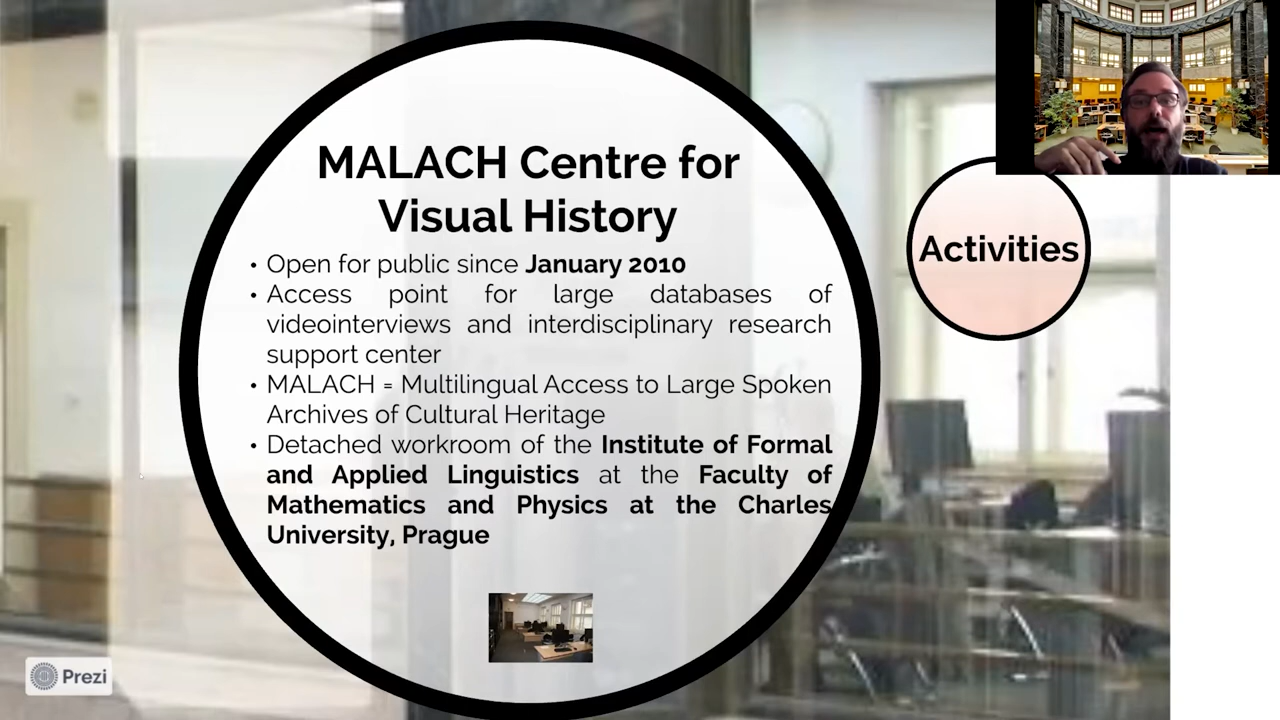 MALACH Centre for
Visual History
• Open for public since January 2010
• Access point for large databases of
videointerviews and interdisciplinary research
support center
• MALACH = Multilingual Access to Large Spoken
Archives of Cultural Heritage
• Detached workroom of the Institute of Formal
and Applied Linguistics at the Faculty of
Mathematics and Physics at the Charles
University, Prague
Activities
Prezi